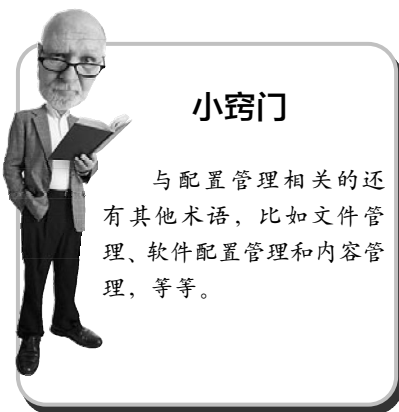 小窍门
与配置管理相关的还
有其他术语，比如文件管
理、软件配置管理和内容管
理，等等。